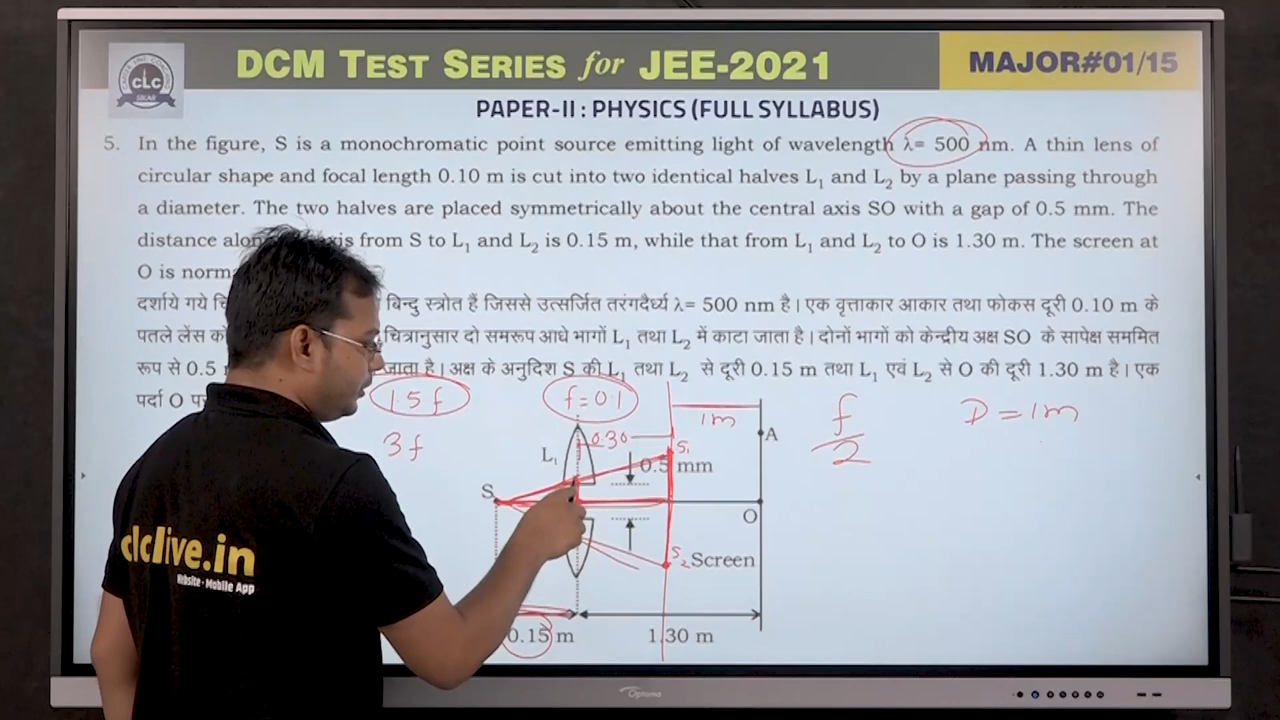 CLC
SIKAR
DCM TEST SERIES for JEE-2021
MAJOR#01/15
PAPER-II : PHYSICS (FULL SYLLABUS)
5. In the figure, S is a monochromatic point source emitting light of wavelength λ= 500 nm. A thin lens of
circular shape and focal length 0.10 m is cut into two identical halves L₁ and L₂ by a plane passing through
a diameter. The two halves are placed symmetrically about the central axis SO with a gap of 0.5 mm. The
distance along is from S to L₁ and L₂ is 0.15 m, while that from L₁ and L₂ to O is 1.30 m. The screen at
O is norma
दर्शाये गये चि बिन्दु स्त्रोत हैं जिससे उत्सर्जित तरंगदैर्ध्य λ= 500 nm है। एक वृत्ताकार आकार तथा फोकस दूरी 0.10 m के
पतले लेंस को चित्रानुसार दो समरूप आधे भागों L₁ तथा L₂ में काटा जाता है। दोनों भागों को केन्द्रीय अक्ष SO के सापेक्ष सममित
रूप से 0.5 जाता है। अक्ष के अनुदिश S की L₁ तथा L₂ से दूरी 0.15 m तथा L₁ एवं L₂ से O की दूरी 1.30 m है। एक
पर्दा O प
1.5 f
f = 0.1
1m
f/2
D = 1m
3f
L₁
0.30
S₁
A
0.5 mm
S
O
S₂
Screen
0.15 m
1.30 m
clclive.in
Website • Mobile App
Optoma